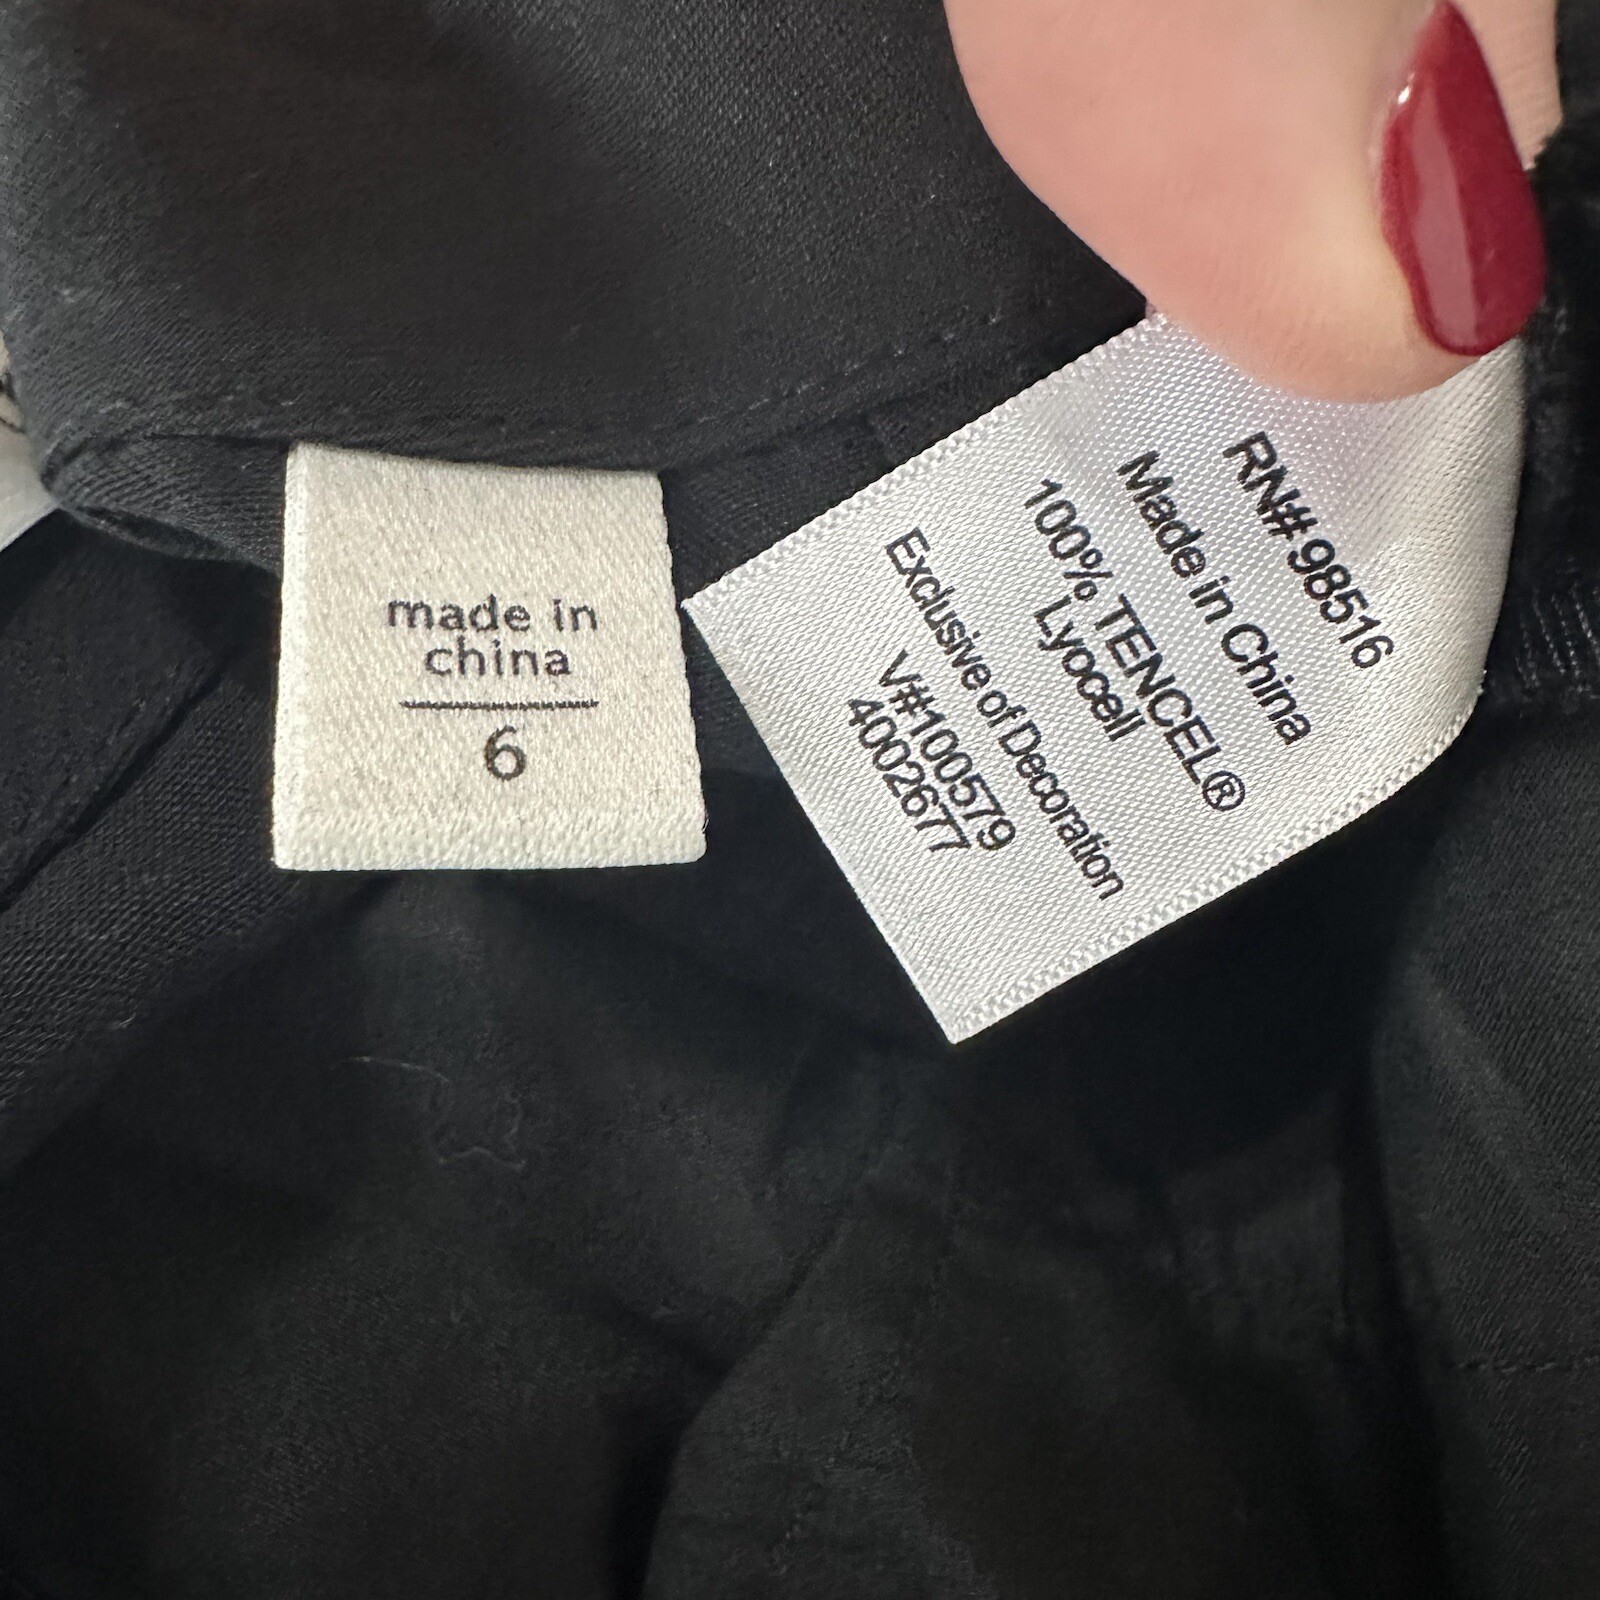 made in
china
6
RN# 98516
Made in China
100% TENCEL®
Lyocell
Exclusive of Decoration
V#100579
4002677